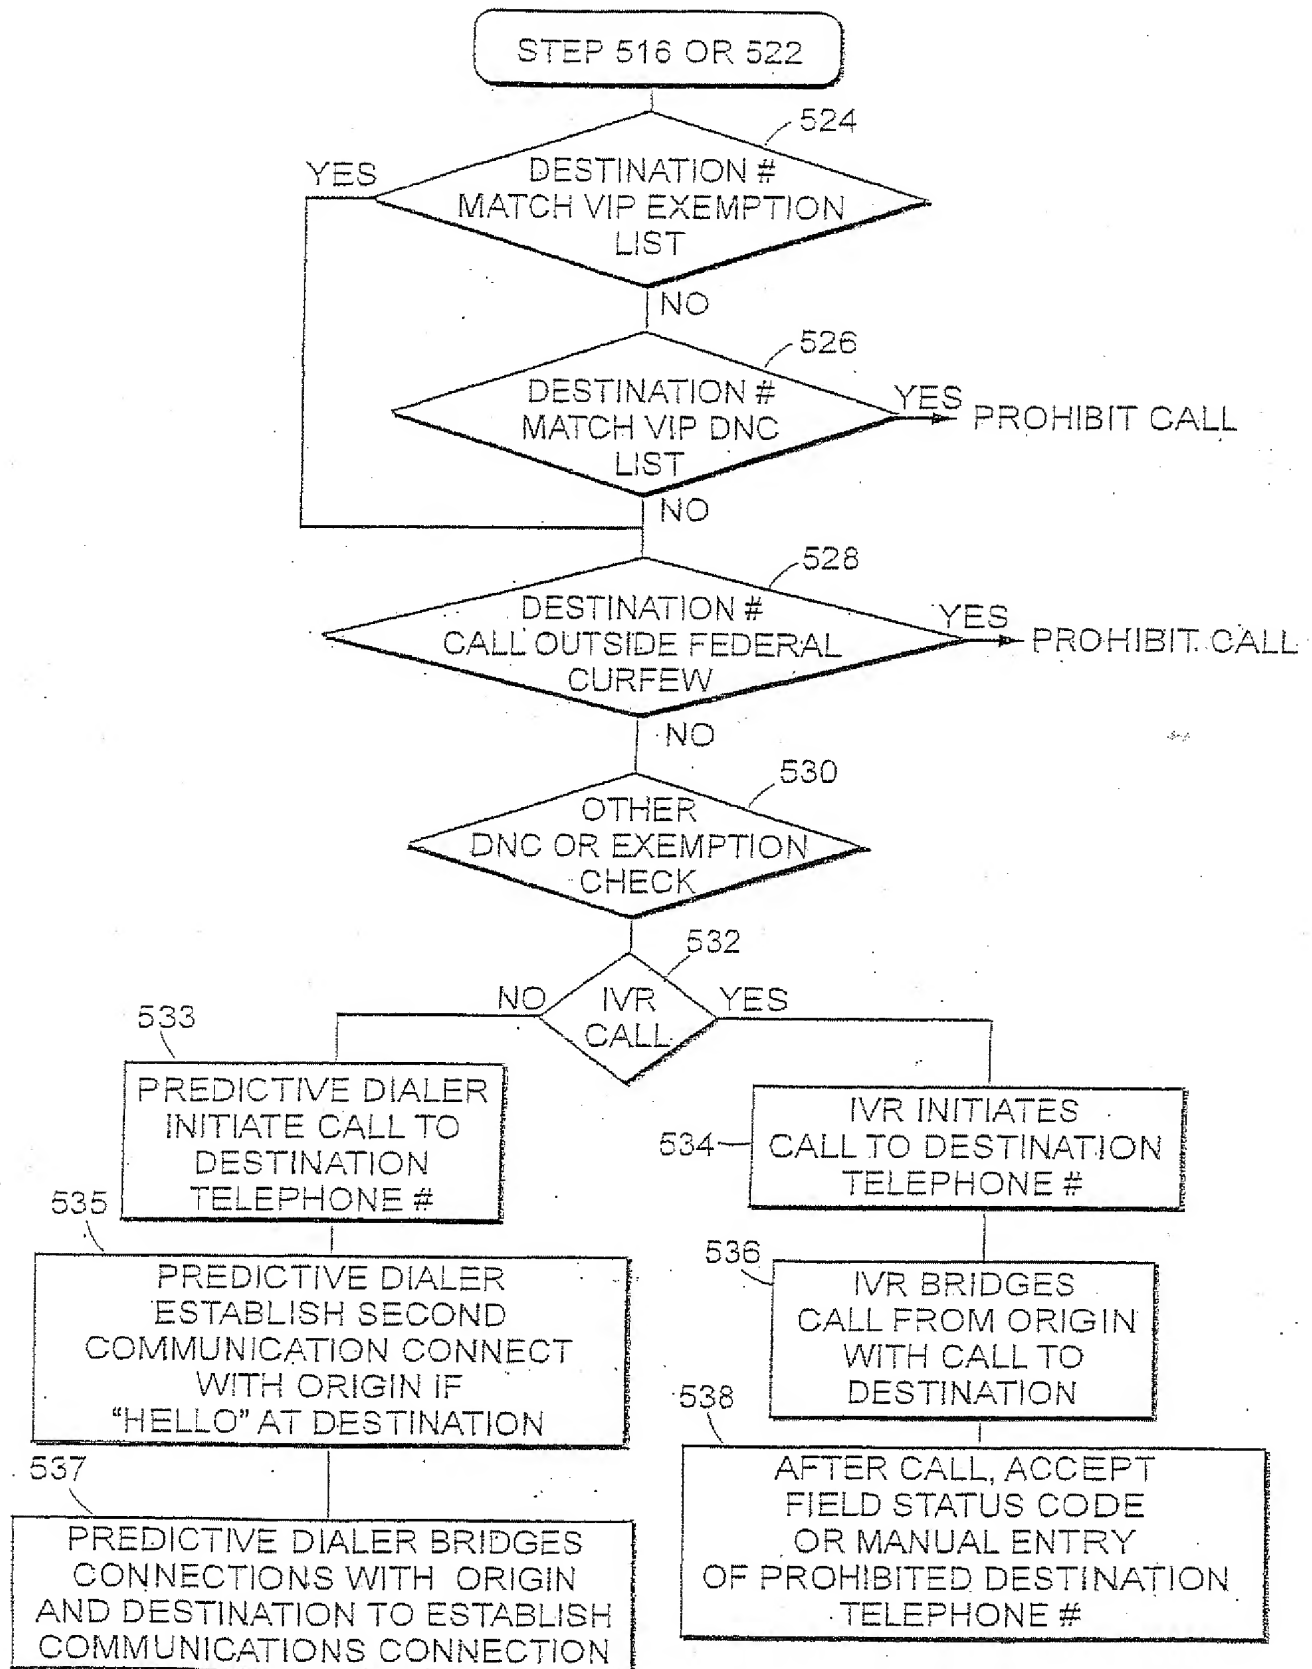 STEP 516 OR 522
524
YES
DESTINATION #
MATCH VIP EXEMPTION
LIST
NO
526
DESTINATION #
MATCH VIP DNC
LIST
YES
PROHIBIT CALL
NO
528
DESTINATION #
CALL OUTSIDE FEDERAL
CURFEW
YES
PROHIBIT CALL
NO
530
OTHER
DNC OR EXEMPTION
CHECK
532
NO
IVR
CALL
YES
533
PREDICTIVE DIALER
INITIATE CALL TO
DESTINATION
TELEPHONE #
534
IVR INITIATES
CALL TO DESTINATION
TELEPHONE #
535
PREDICTIVE DIALER
ESTABLISH SECOND
COMMUNICATION CONNECT
WITH ORIGIN IF
“HELLO” AT DESTINATION
536
IVR BRIDGES
CALL FROM ORIGIN
WITH CALL TO
DESTINATION
537
PREDICTIVE DIALER BRIDGES
CONNECTIONS WITH ORIGIN
AND DESTINATION TO ESTABLISH
COMMUNICATIONS CONNECTION
538
AFTER CALL, ACCEPT
FIELD STATUS CODE
OR MANUAL ENTRY
OF PROHIBITED DESTINATION
TELEPHONE #